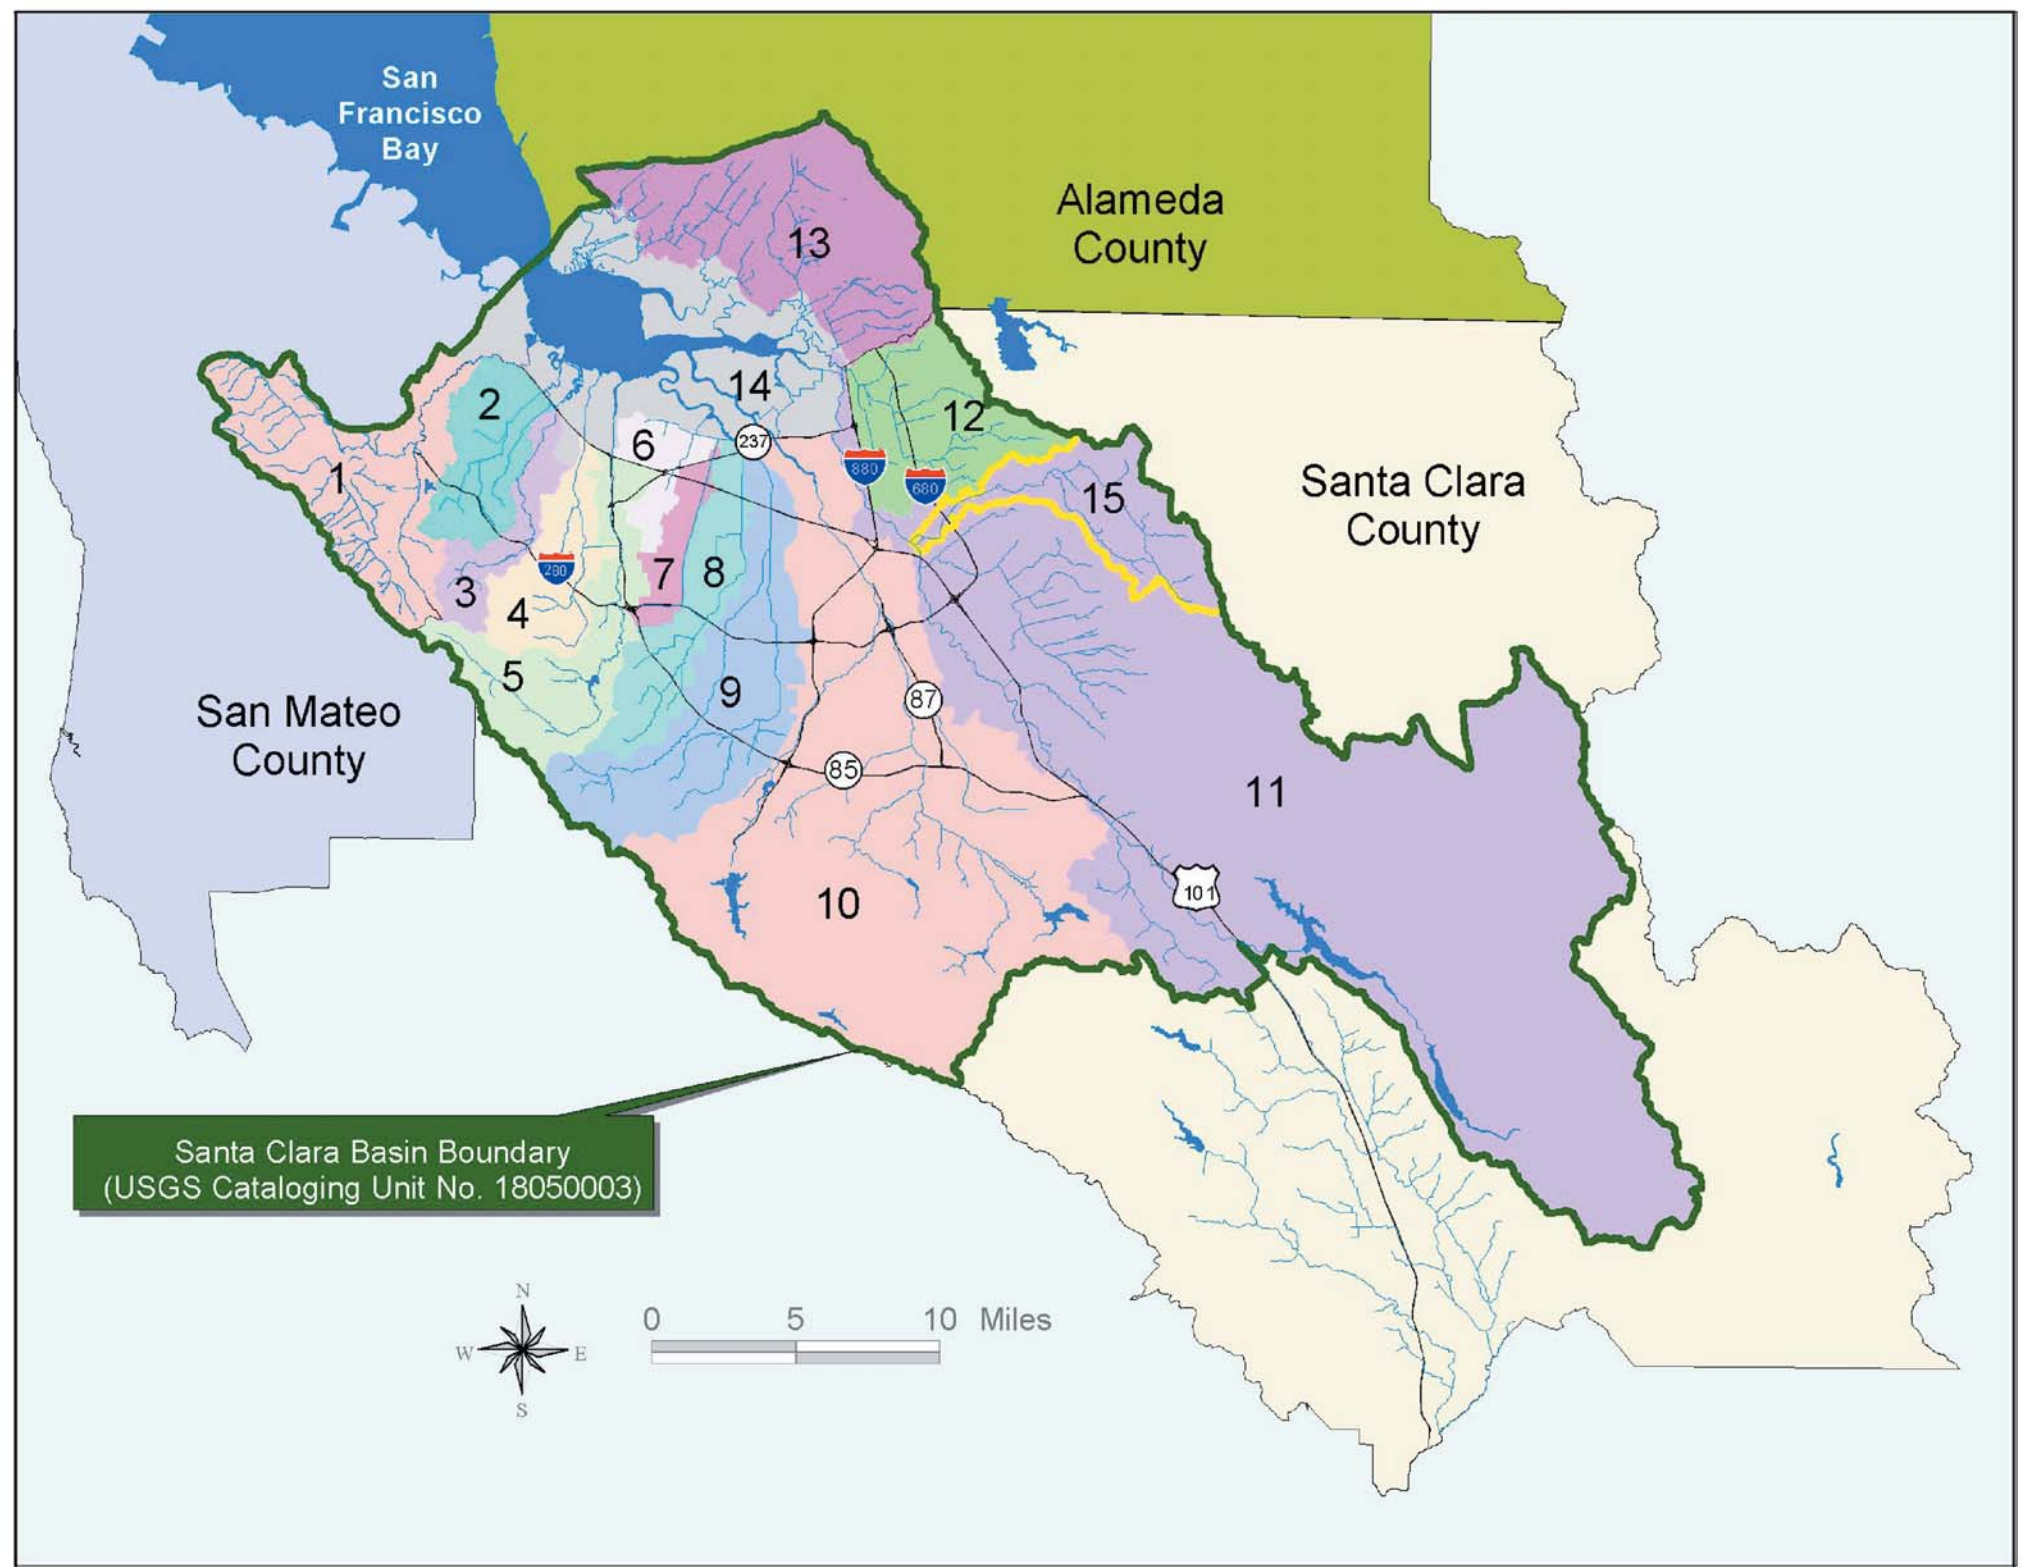 San
Francisco
Bay
Alameda
County
13
14
2
12
6
237
880
680
15
Santa Clara
County
1
280
7
8
3
4
5
9
87
San Mateo
County
85
11
101
10
Santa Clara Basin Boundary
(USGS Cataloging Unit No. 18050003)
N
W
E
S
0 5 10 Miles